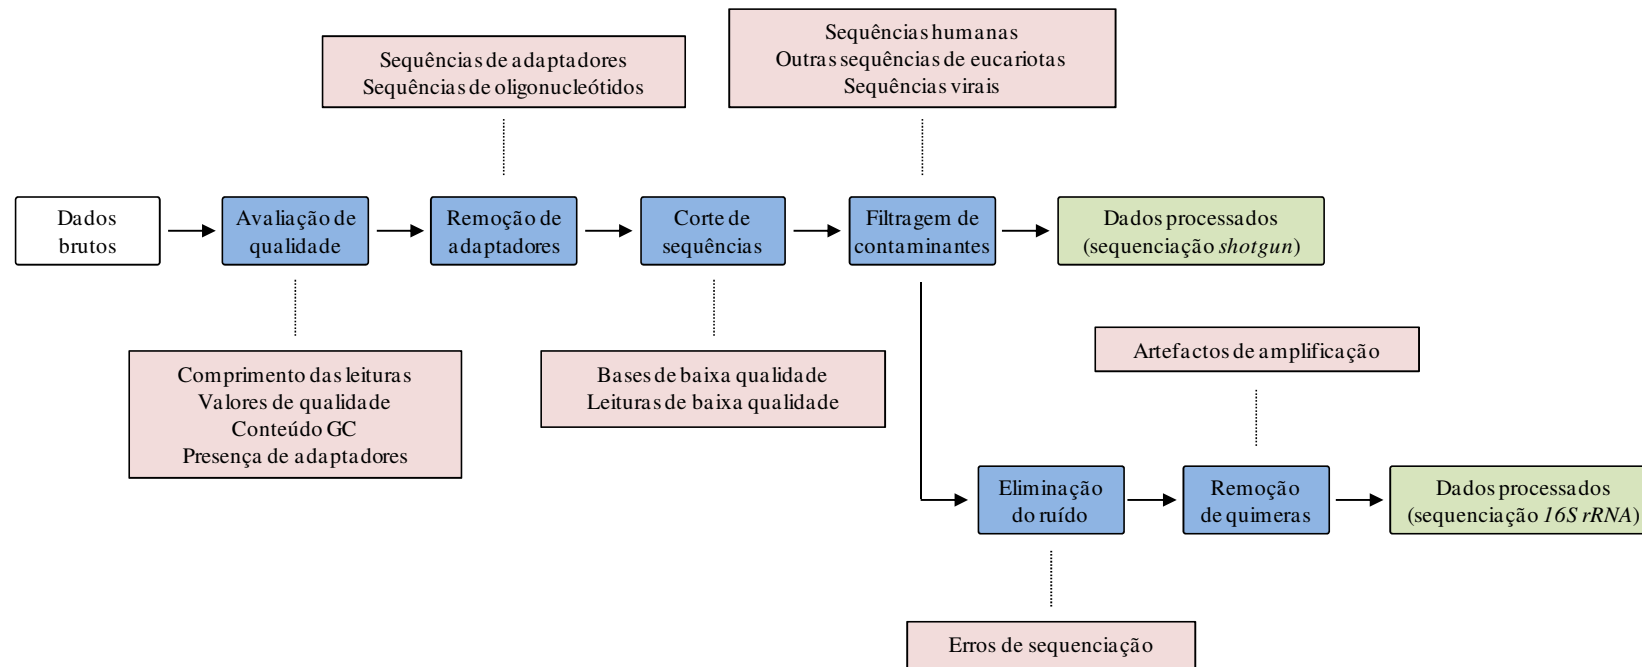 Sequências de adaptadores
Sequências de oligonucleótidos
Sequências humanas
Outras sequências de eucariotas
Sequências virais
Dados
brutos
Avaliação de
qualidade
Remoção de
adaptadores
Corte de
sequências
Filtragem de
contaminantes
Dados processados
(sequenciação shotgun)
Comprimento das leituras
Valores de qualidade
Conteúdo GC
Presença de adaptadores
Bases de baixa qualidade
Leituras de baixa qualidade
Artefactos de amplificação
Eliminação
do ruído
Remoção
de quimeras
Dados processados
(sequenciação 16S rRNA)
Erros de sequenciação